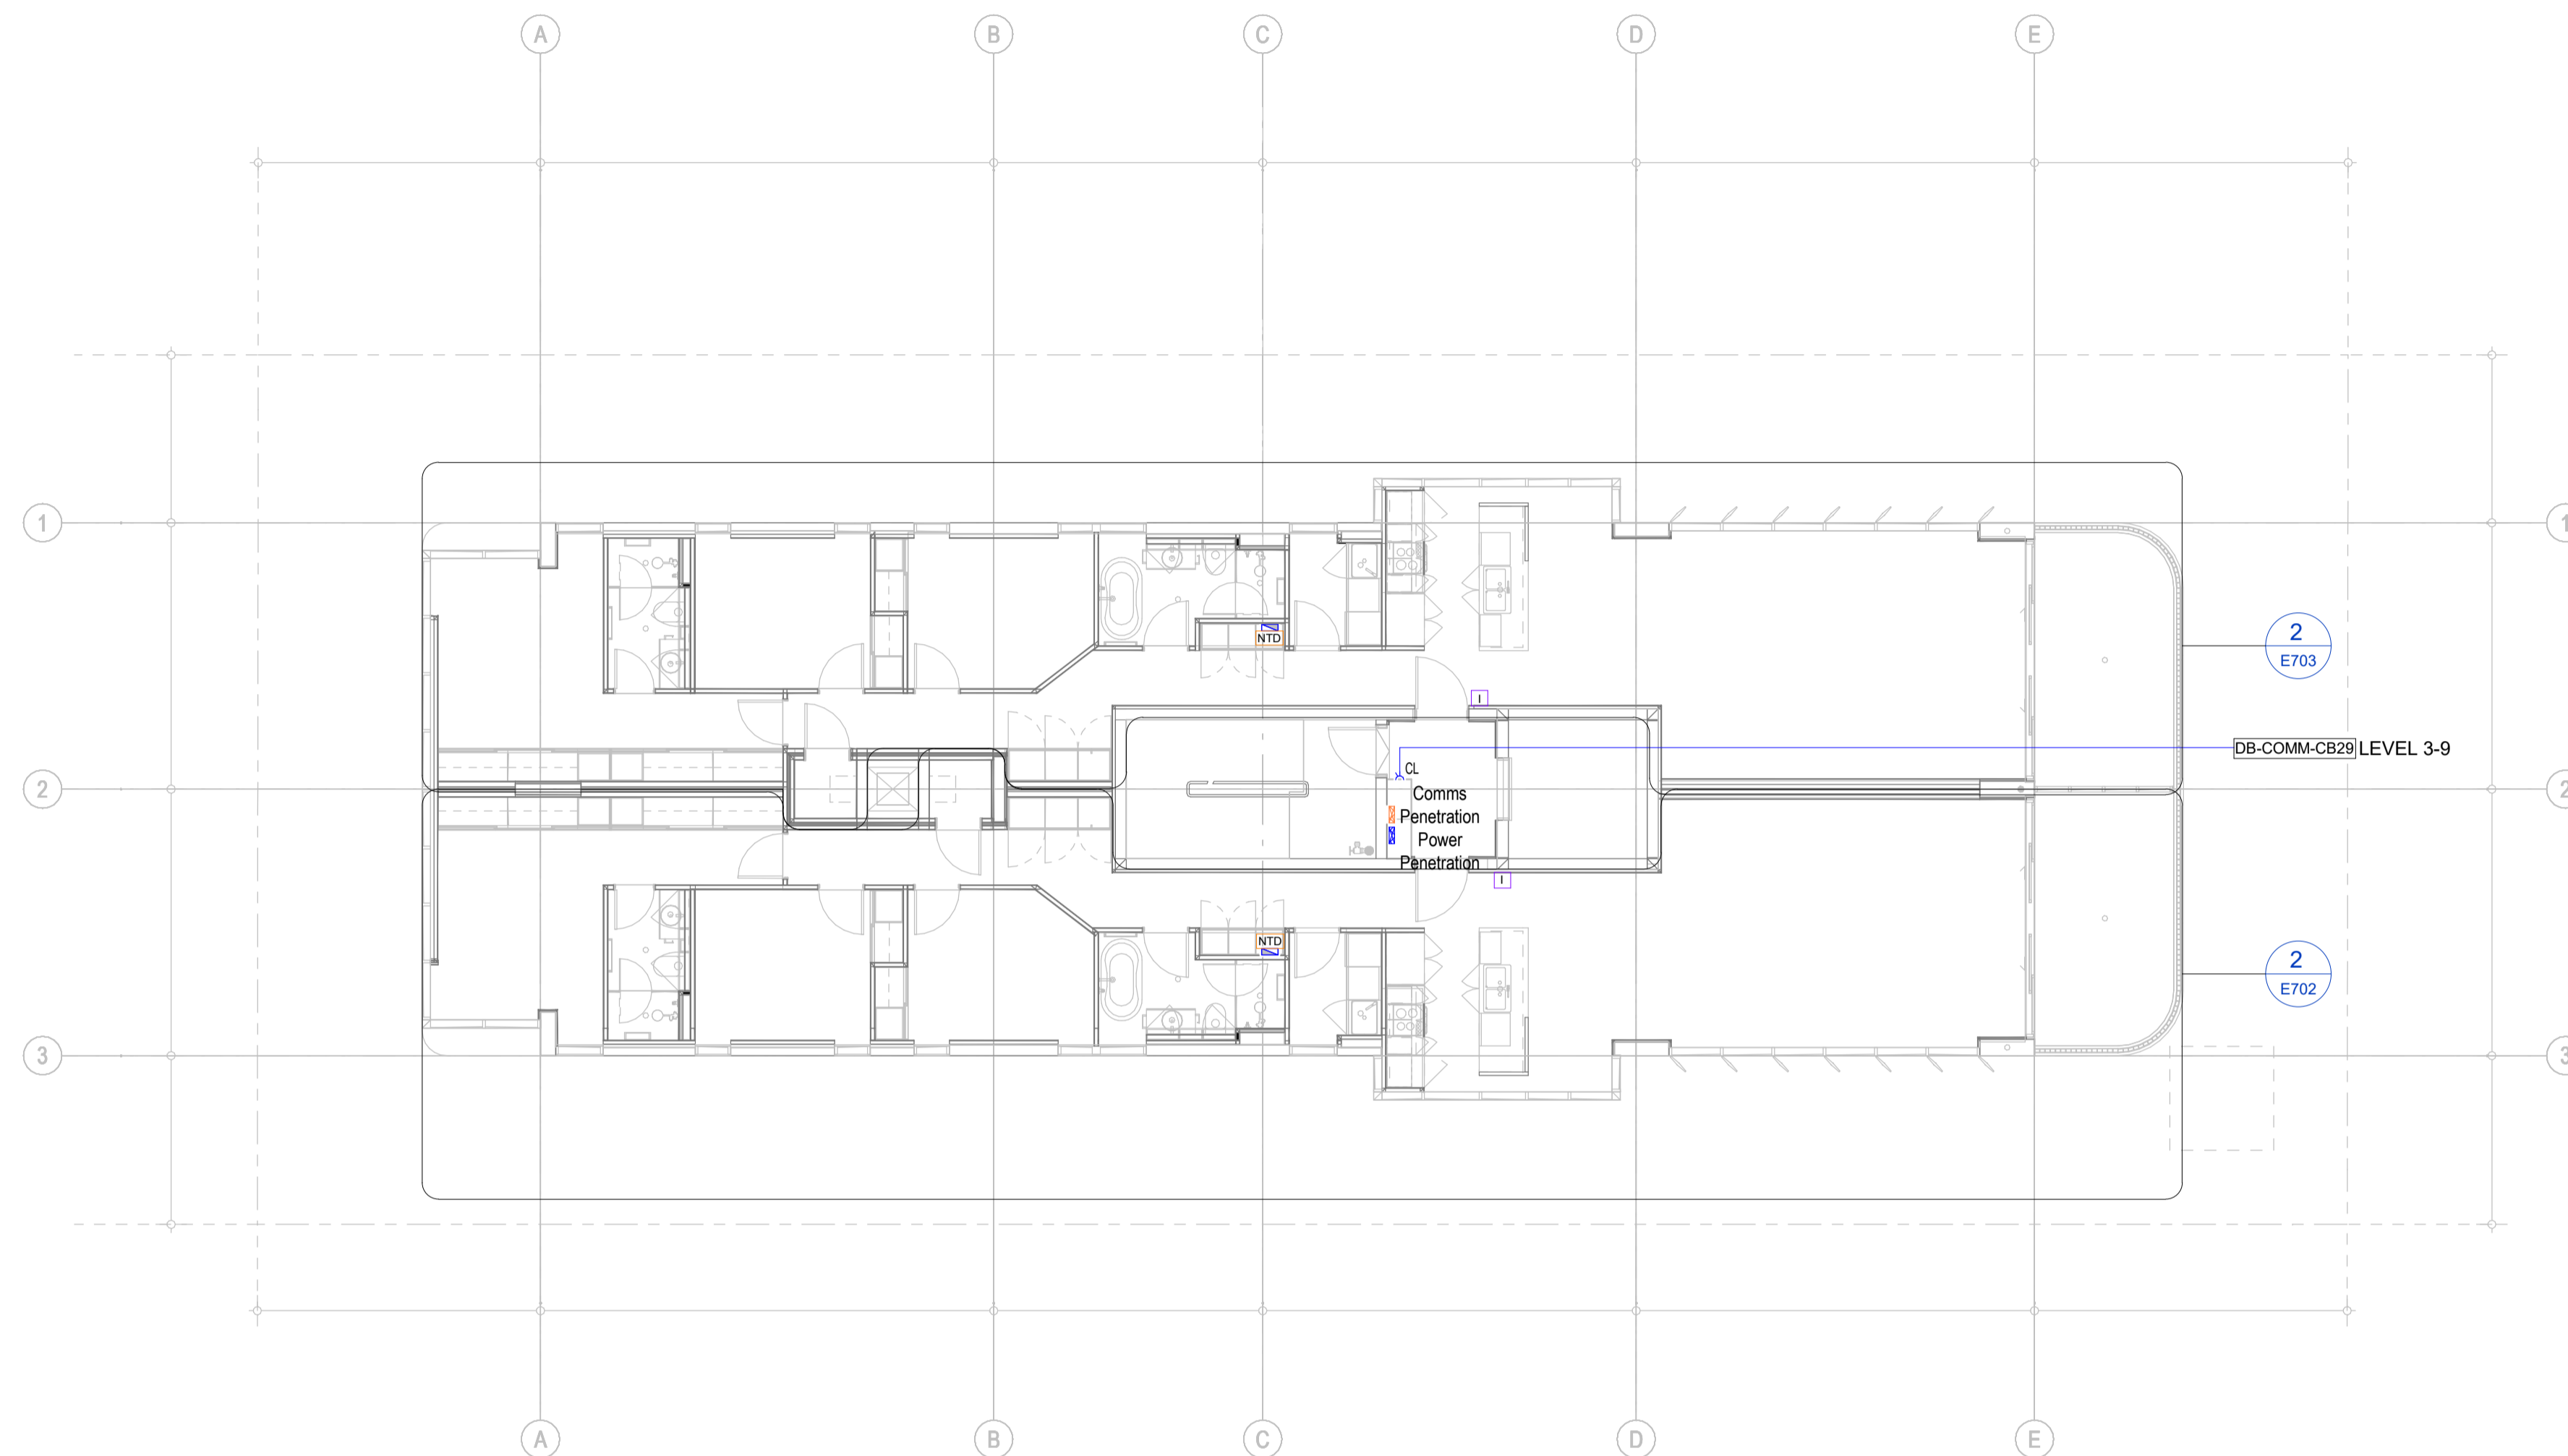 A B C D E
1 1
2
E703
NTD
I
DB-COMM-CB29 LEVEL 3-9
CL
2 2
Comms
Penetration
Power
Penetration
I
NTD
2
E702
3 3
A B C D E